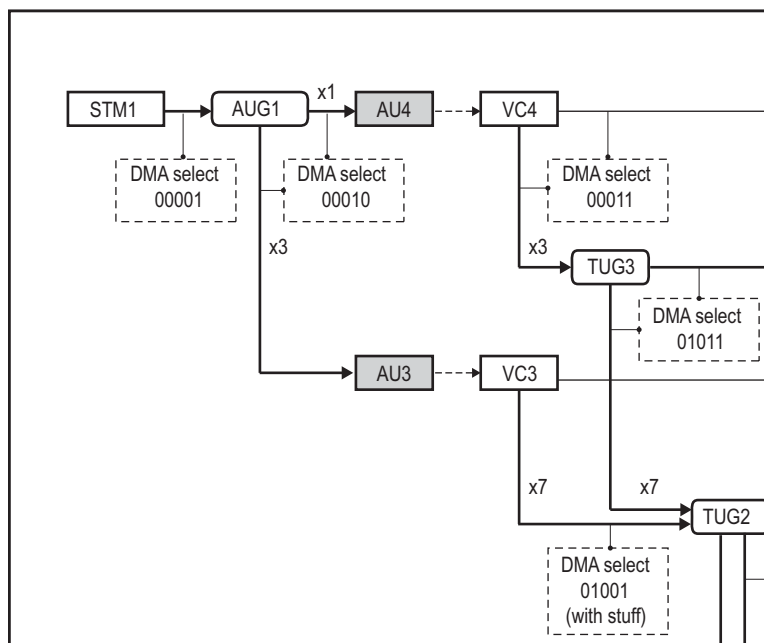 x1
STM1
AUG1
AU4
VC4
DMA select
00001
DMA select
00010
DMA select
00011
x3
x3
TUG3
DMA select
01011
AU3
VC3
x7
x7
TUG2
DMA select
01001
(with stuff)